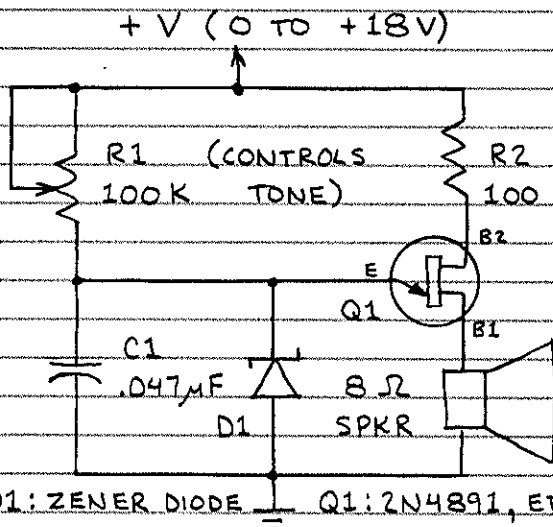 + V (0 TO +18V)
R1 (CONTROLS TONE)
100K
R2
100
B2
E
Q1
B1
C1
.047µF
D1
8 Ω
SPKR
D1: ZENER DIODE
Q1: 2N4891,